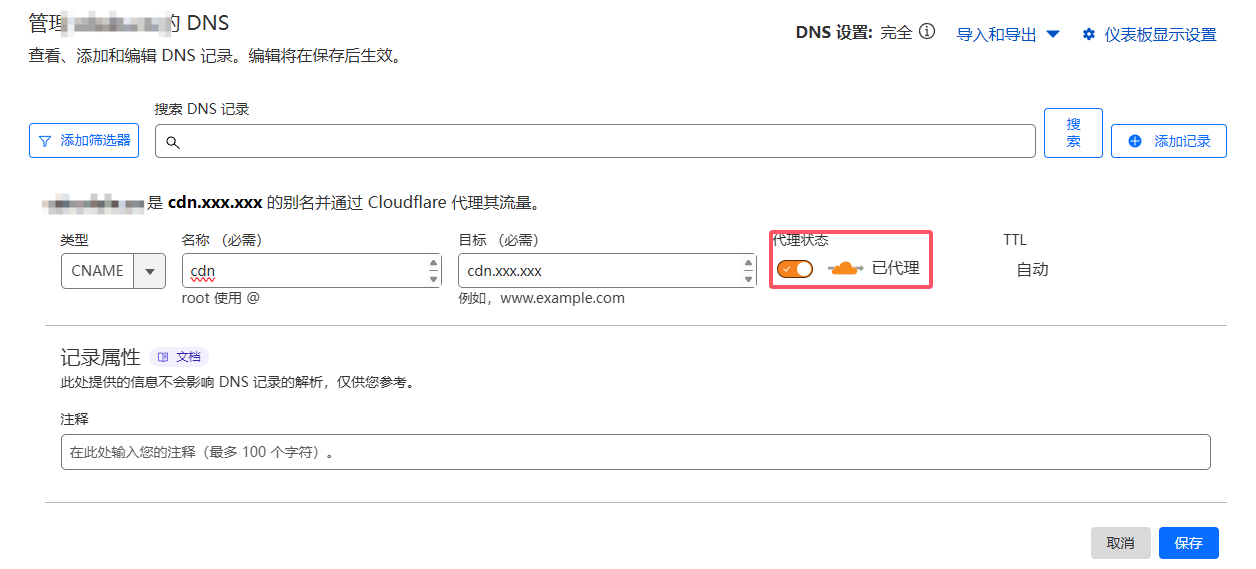 管理 的 DNS
DNS 设置: 完全
导入和导出
仪表板显示设置
查看、添加和编辑 DNS 记录。编辑将在保存后生效。
搜索 DNS 记录
添加筛选器
搜
索
添加记录
是 cdn.xxx.xxx 的别名并通过 Cloudflare 代理其流量。
类型
名称 （必需）
目标 （必需）
代理状态
TTL
CNAME
cdn
cdn.xxx.xxx
已代理
自动
root 使用 @
例如，www.example.com
记录属性
文档
此处提供的信息不会影响 DNS 记录的解析，仅供您参考。
注释
在此处输入您的注释（最多 100 个字符）。
取消
保存